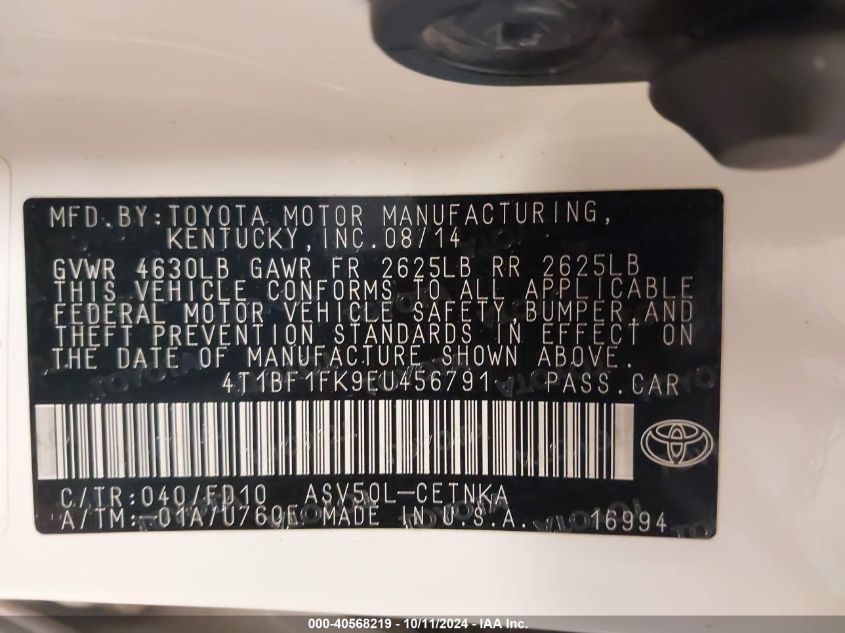 MFD.BY:TOYOTA MOTOR MANUFACTURING,
KENTUCKY,INC.08/14
GVWR 4630LB GAWR FR 2625LB RR 2625LB
THIS VEHICLE CONFORMS TO ALL APPLICABLE
FEDERAL MOTOR VEHICLE SAFETY,BUMPER,AND
THEFT PREVENTION STANDARDS IN EFFECT ON
THE DATE OF MANUFACTURE SHOWN ABOVE.
4T1BF1FK9EU456791 PASS.CAR
C/TR:040/FD10 ASV50L-CETNKA
A/TM:-01A/U760E MADE IN U.S.A. 16994
000-40568219 - 10/11/2024 - IAA Inc.